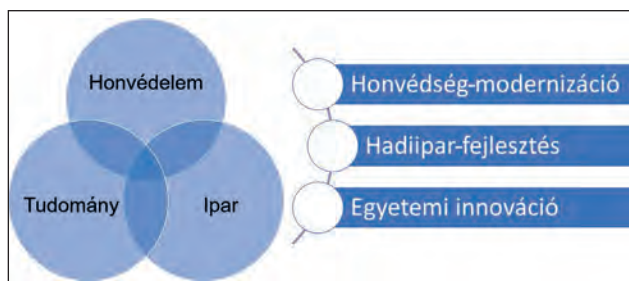 Honvédelem
Tudomány
Ipar
Honvédség-modernizáció
Hadiipar-fejlesztés
Egyetemi innováció